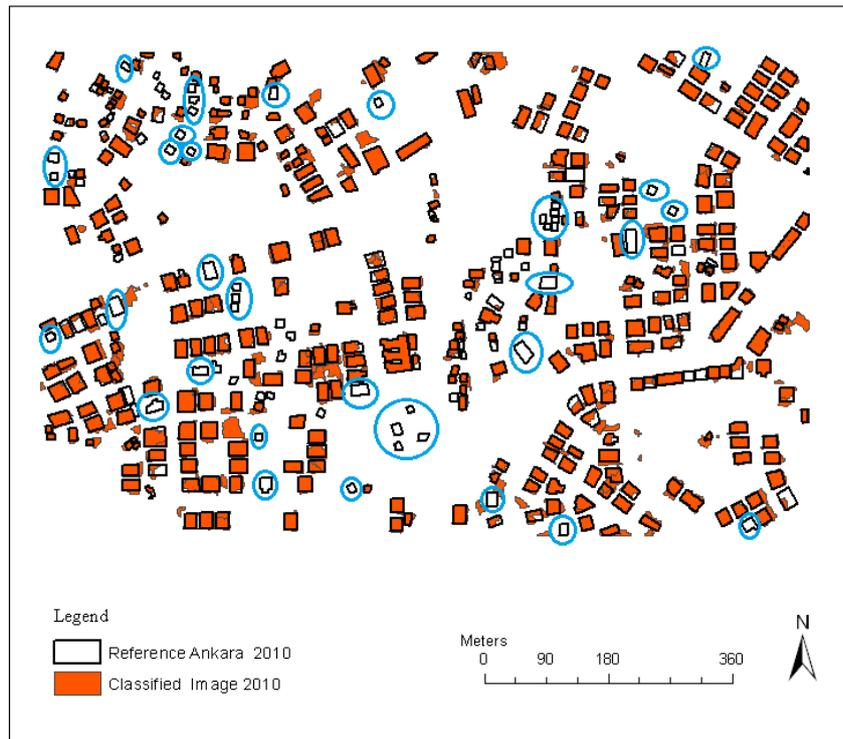 Legend
Reference Ankara 2010
Classified Image 2010
Meters
0 90 180 360
N